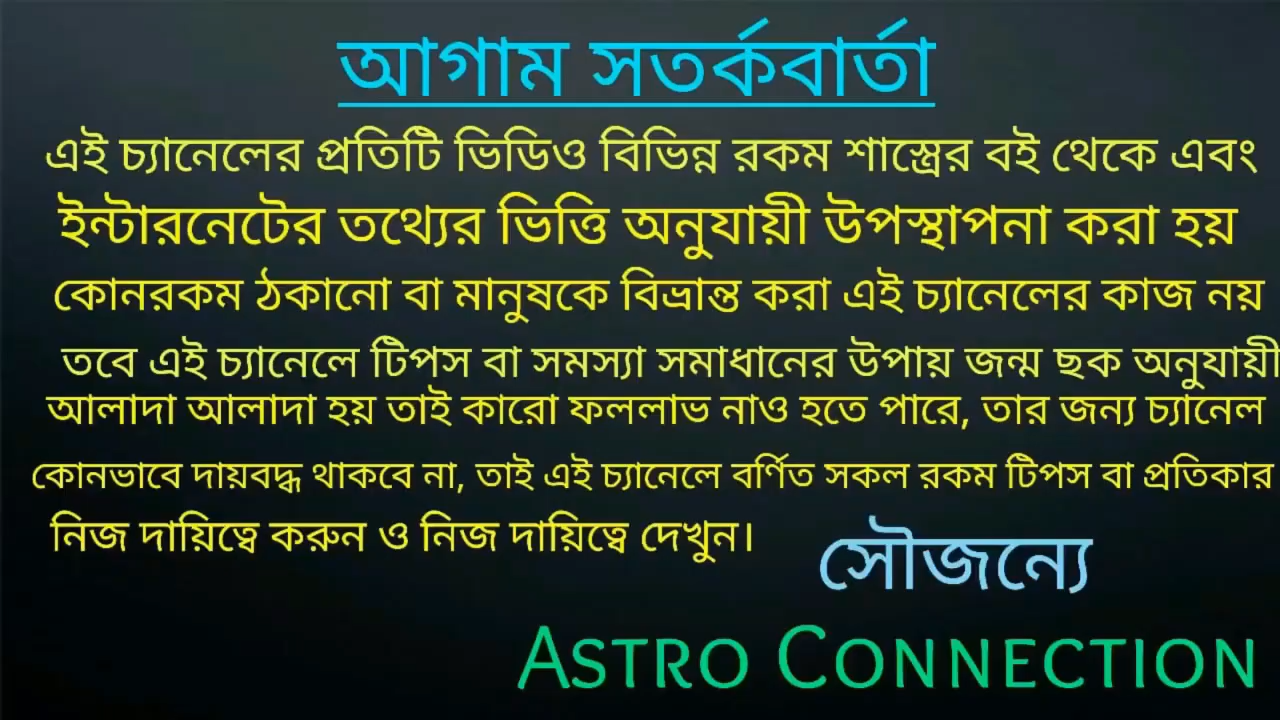 আগাম সতর্কবার্তা
এই চ্যানেলের প্রতিটি ভিডিও বিভিন্ন রকম শাস্ত্রের বই থেকে এবং
ইন্টারনেটের তথ্যের ভিত্তি অনুযায়ী উপস্থাপনা করা হয়
কোনরকম ঠকানো বা মানুষকে বিভ্রান্ত করা এই চ্যানেলের কাজ নয়
তবে এই চ্যানেলে টিপস বা সমস্যা সমাধানের উপায় জন্ম ছক অনুযায়ী
আলাদা আলাদা হয় তাই কারো ফললাভ নাও হতে পারে, তার জন্য চ্যানেল
কোনভাবে দায়বদ্ধ থাকবে না, তাই এই চ্যানেলে বর্ণিত সকল রকম টিপস বা প্রতিকার
নিজ দায়িত্বে করুন ও নিজ দায়িত্বে দেখুন।
সৌজন্যে
ASTRO CONNECTION